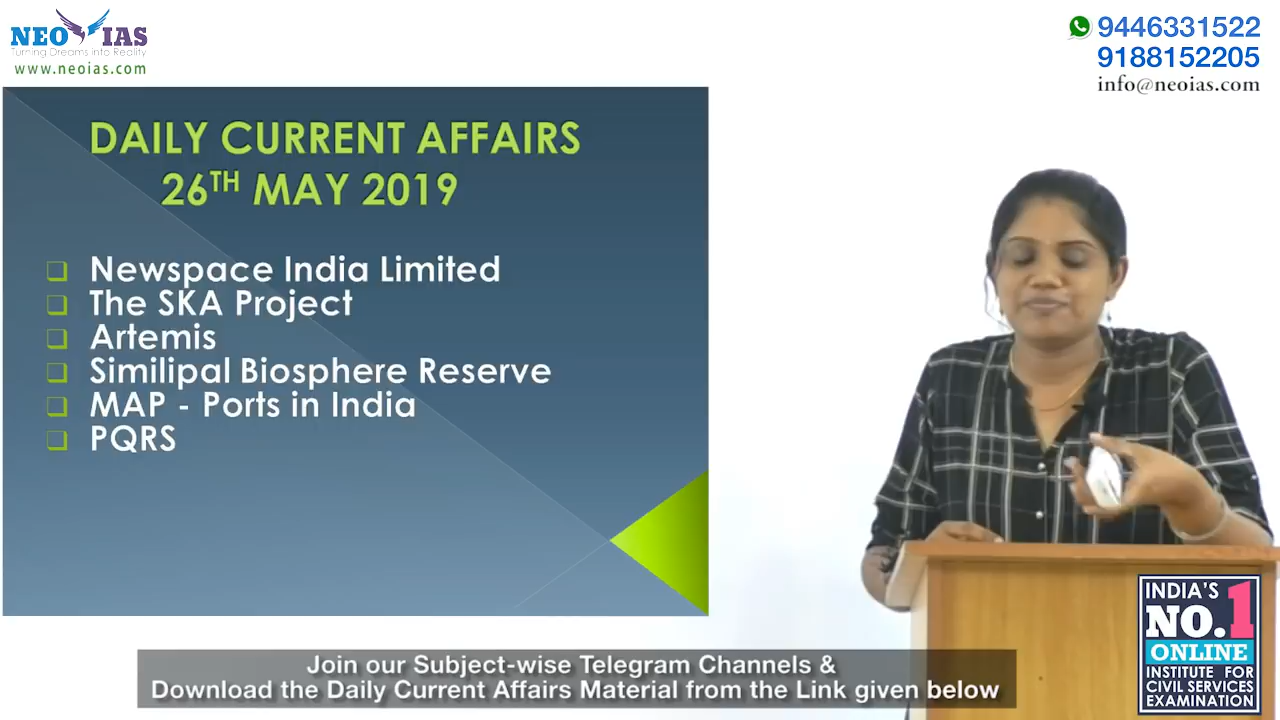 NEO IAS
Turning Dreams into Reality
www.neoias.com
9446331522
9188152205
info@neoias.com
DAILY CURRENT AFFAIRS
26TH MAY 2019
Newspace India Limited
The SKA Project
Artemis
Similipal Biosphere Reserve
MAP - Ports in India
PQRS
INDIA'S
NO.1
ONLINE
INSTITUTE FOR
CIVIL SERVICES
EXAMINATION
Join our Subject-wise Telegram Channels &
Download the Daily Current Affairs Material from the Link given below